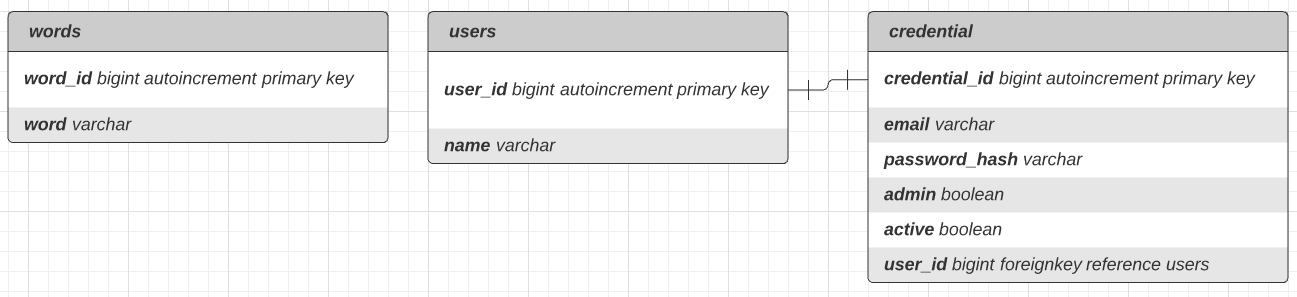 words
word_id bigint autoincrement primary key
word varchar
users
user_id bigint autoincrement primary key
name varchar
credential
credential_id bigint autoincrement primary key
email varchar
password_hash varchar
admin boolean
active boolean
user_id bigint foreignkey reference users